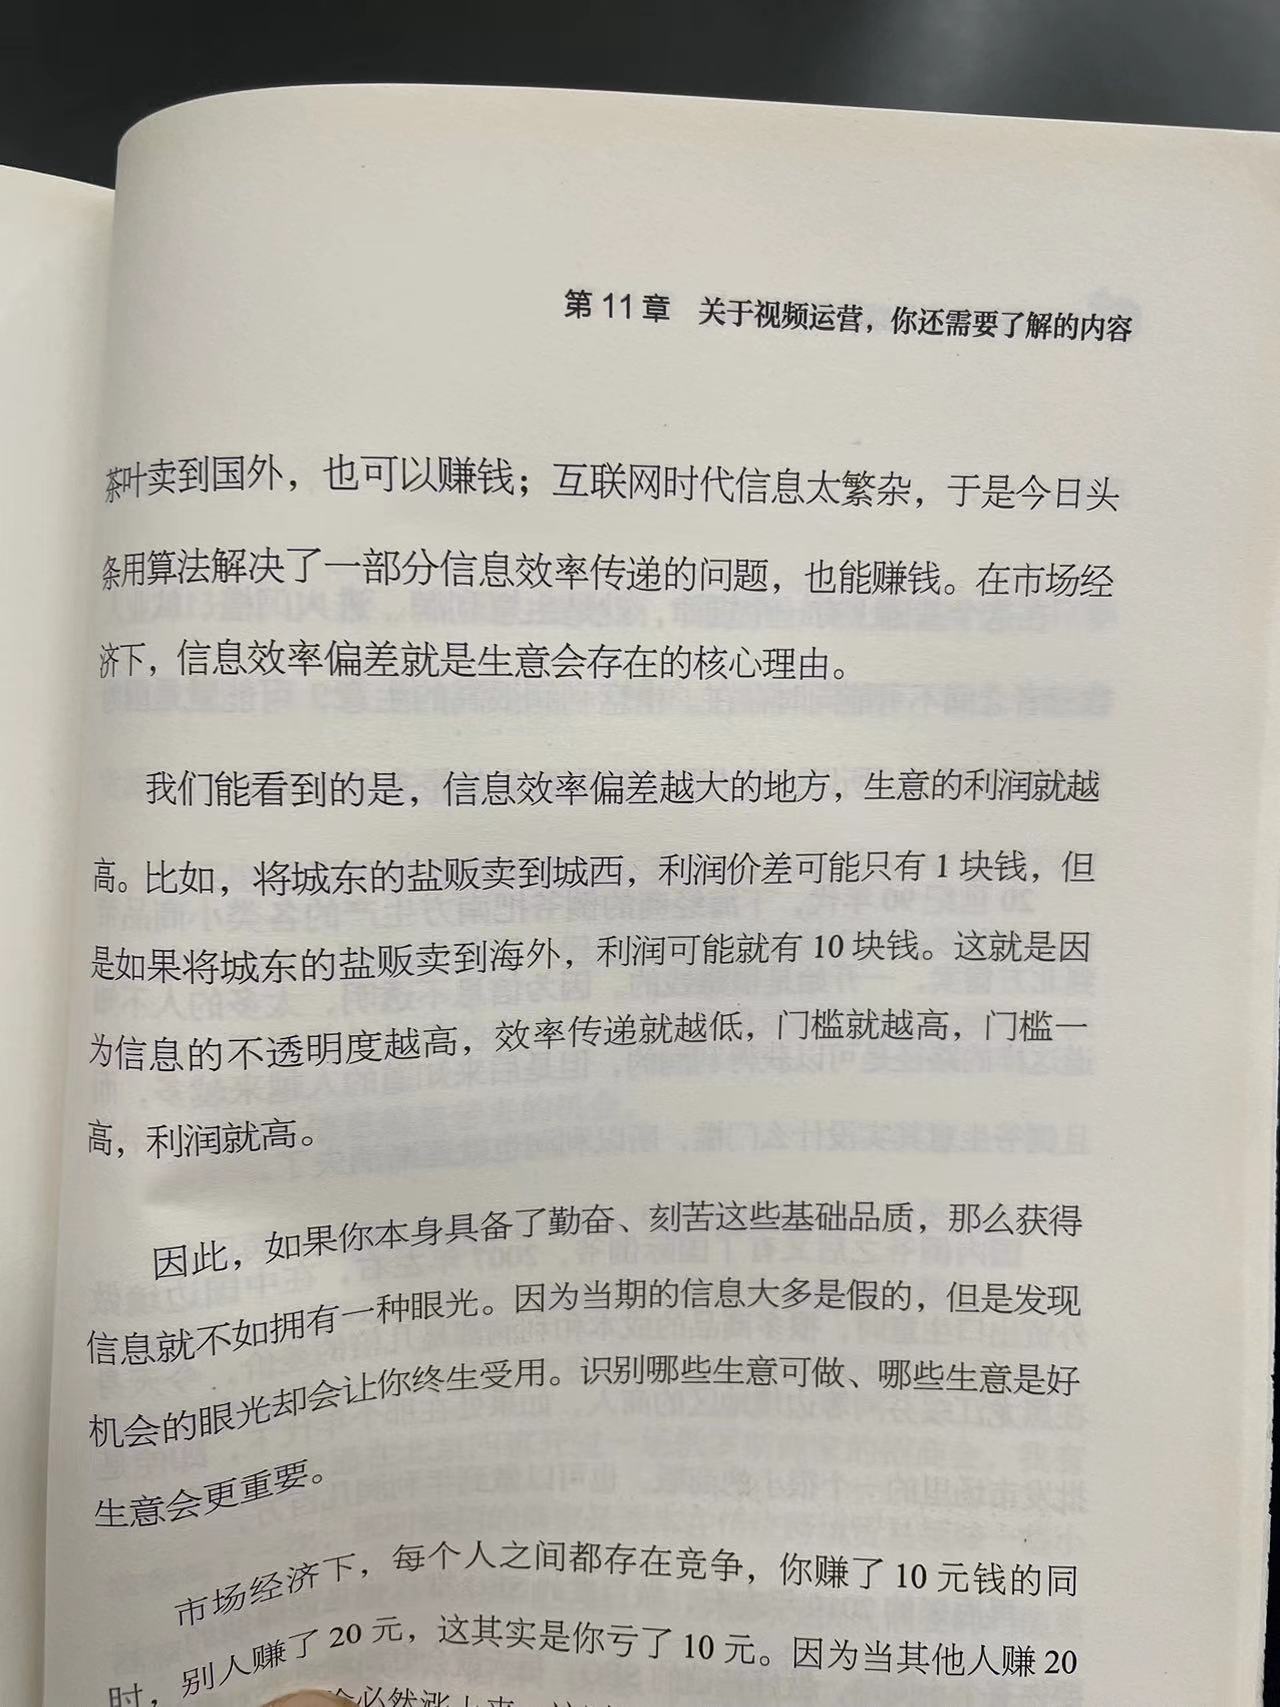 第 11 章 关于视频运营，你还需要了解的内容
茶叶卖到国外，也可以赚钱；互联网时代信息太繁杂，于是今日头
条用算法解决了一部分信息效率传递的问题，也能赚钱。在市场经
济下，信息效率偏差就是生意会存在的核心理由。
我们能看到的是，信息效率偏差越大的地方，生意的利润就越
高。比如，将城东的盐贩卖到城西，利润价差可能只有 1 块钱，但
是如果将城东的盐贩卖到海外，利润可能就有 10 块钱。这就是因
为信息的不透明度越高，效率传递就越低，门槛就越高，门槛一
高，利润就高。
因此，如果你本身具备了勤奋、刻苦这些基础品质，那么获得
信息就不如拥有一种眼光。因为当期的信息大多是假的，但是发现
机会的眼光却会让你终生受用。识别哪些生意可做、哪些生意是好
生意会更重要。
市场经济下，每个人之间都存在竞争，你赚了 10 元钱的同
时，别人赚了 20 元，这其实是你亏了 10 元。因为当其他人赚 20
必然涨上来